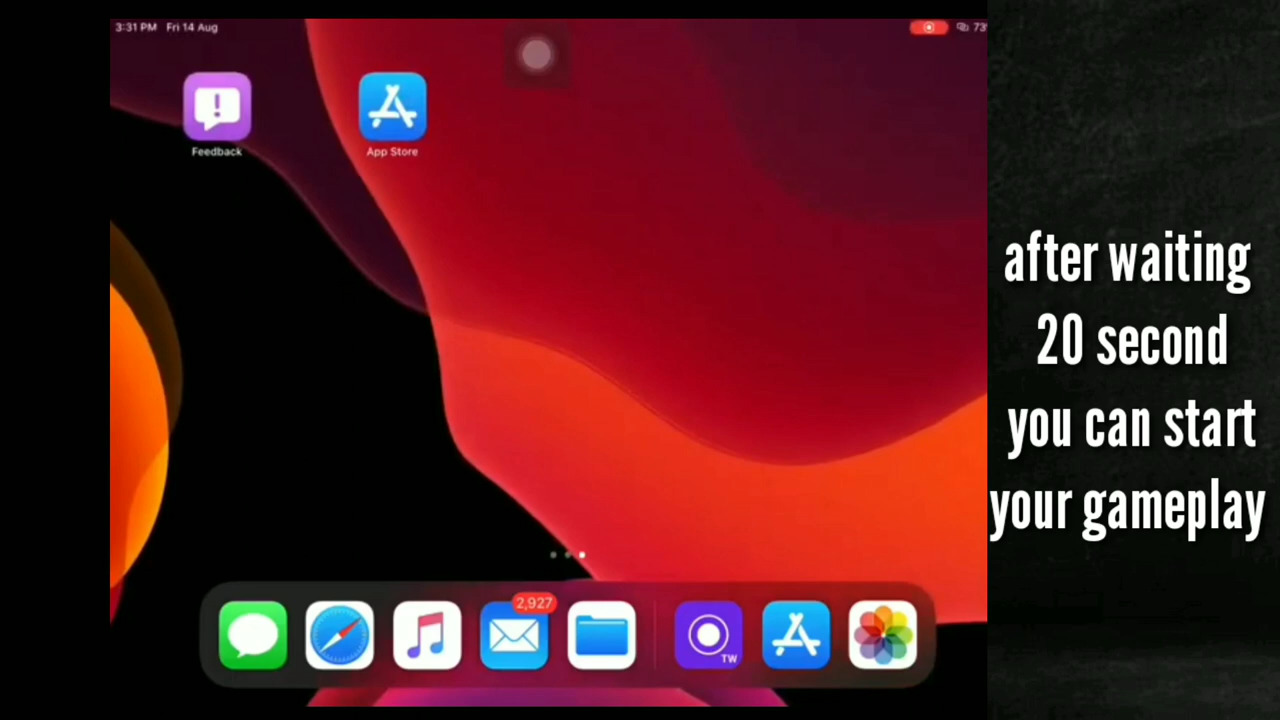 3:31 PM Fri 14 Aug
Feedback
App Store
after waiting
20 second
you can start
your gameplay
2,927
TW